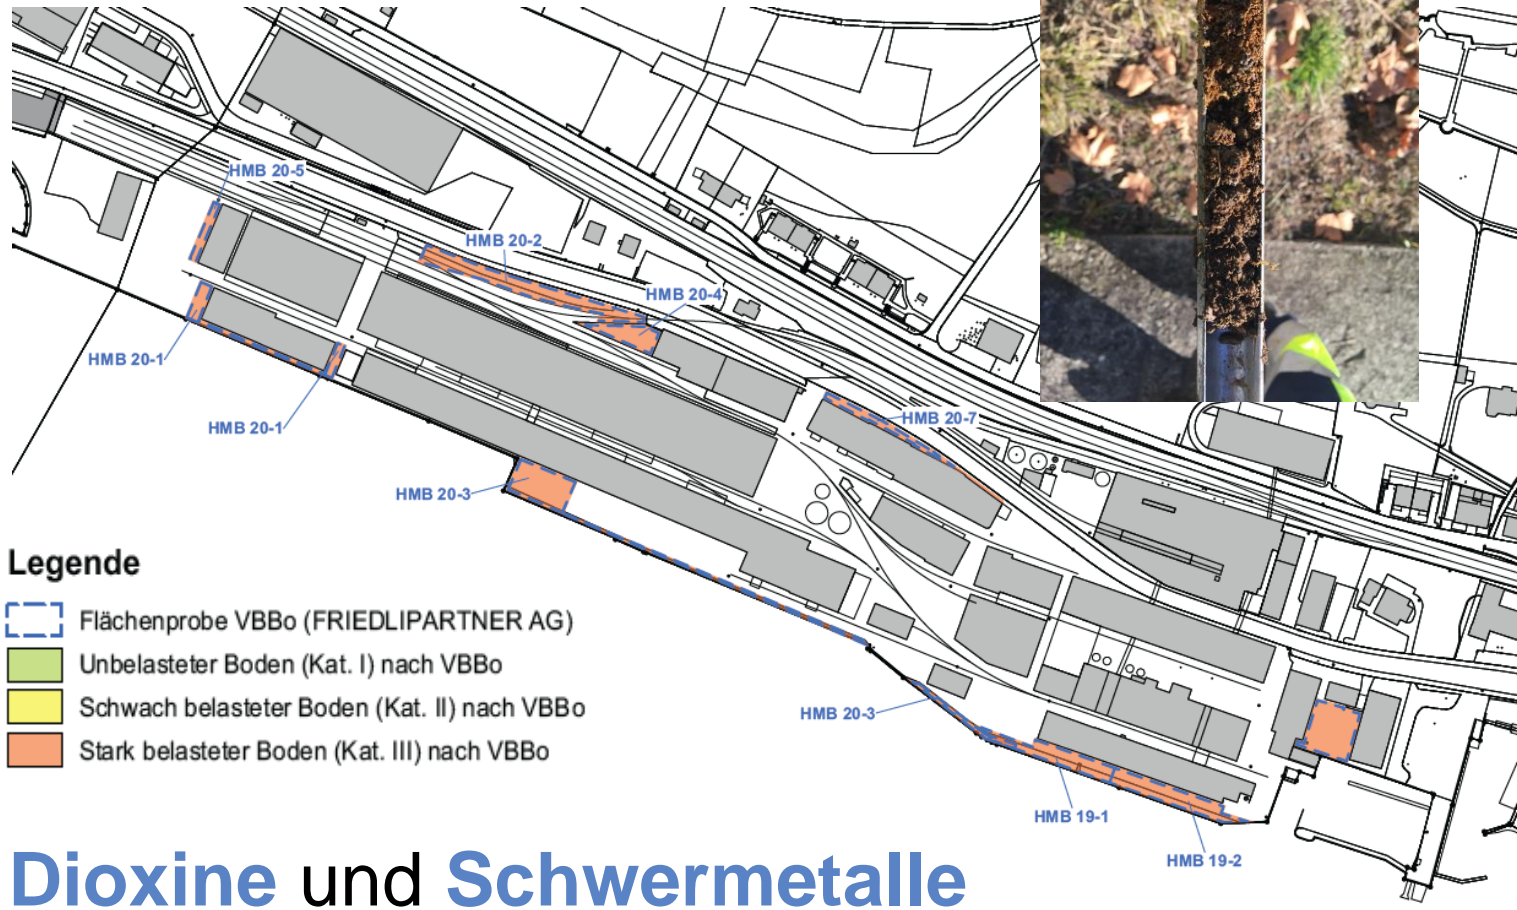 HMB 20-5
HMB 20-2
HMB 20-4
HMB 20-1
HMB 20-1
HMB 20-7
HMB 20-3
HMB 20-3
HMB 19-1
HMB 19-2
Legende
Flächenprobe VBBo (FRIEDLIPARTNER AG)
Unbelasteter Boden (Kat. I) nach VBBo
Schwach belasteter Boden (Kat. II) nach VBBo
Stark belasteter Boden (Kat. III) nach VBBo
Dioxine und Schwermetalle